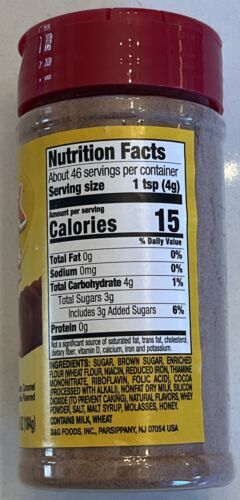 Nutrition Facts
About 46 servings per container
Serving size 1 tsp (4g)
Amount per serving
Calories 15
% Daily Value
Total Fat 0g 0%
Sodium 0mg 0%
Total Carbohydrate 4g 1%
Total Sugars 3g
Includes 3g Added Sugars 6%
Protein 0g
Not a significant source of saturated fat, trans fat, cholesterol,
dietary fiber, vitamin D, calcium, iron and potassium.
INGREDIENTS: SUGAR, BROWN SUGAR, ENRICHED
FLOUR (WHEAT FLOUR, NIACIN, REDUCED IRON, THIAMINE
MONONITRATE, RIBOFLAVIN, FOLIC ACID), COCOA
PROCESSED WITH ALKALI, NONFAT DRY MILK, SILICON
DIOXIDE (TO PREVENT CAKING), NATURAL FLAVORS, WHEY
POWDER, SALT, MALT SYRUP, MOLASSES, HONEY.
CONTAINS MILK, WHEAT
B&G FOODS, INC., PARSIPPANY, NJ 07054 USA
Caramel
Flavored